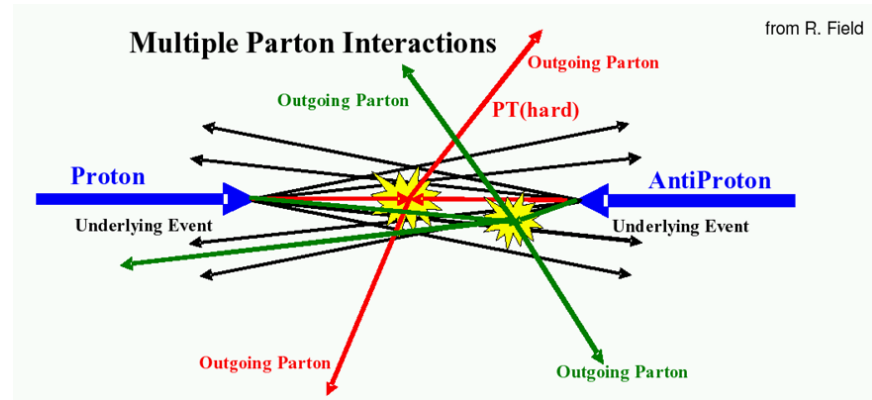 from R. Field
Multiple Parton Interactions
Outgoing Parton
Outgoing Parton
PT(hard)
Proton
AntiProton
Underlying Event
Underlying Event
Outgoing Parton
Outgoing Parton